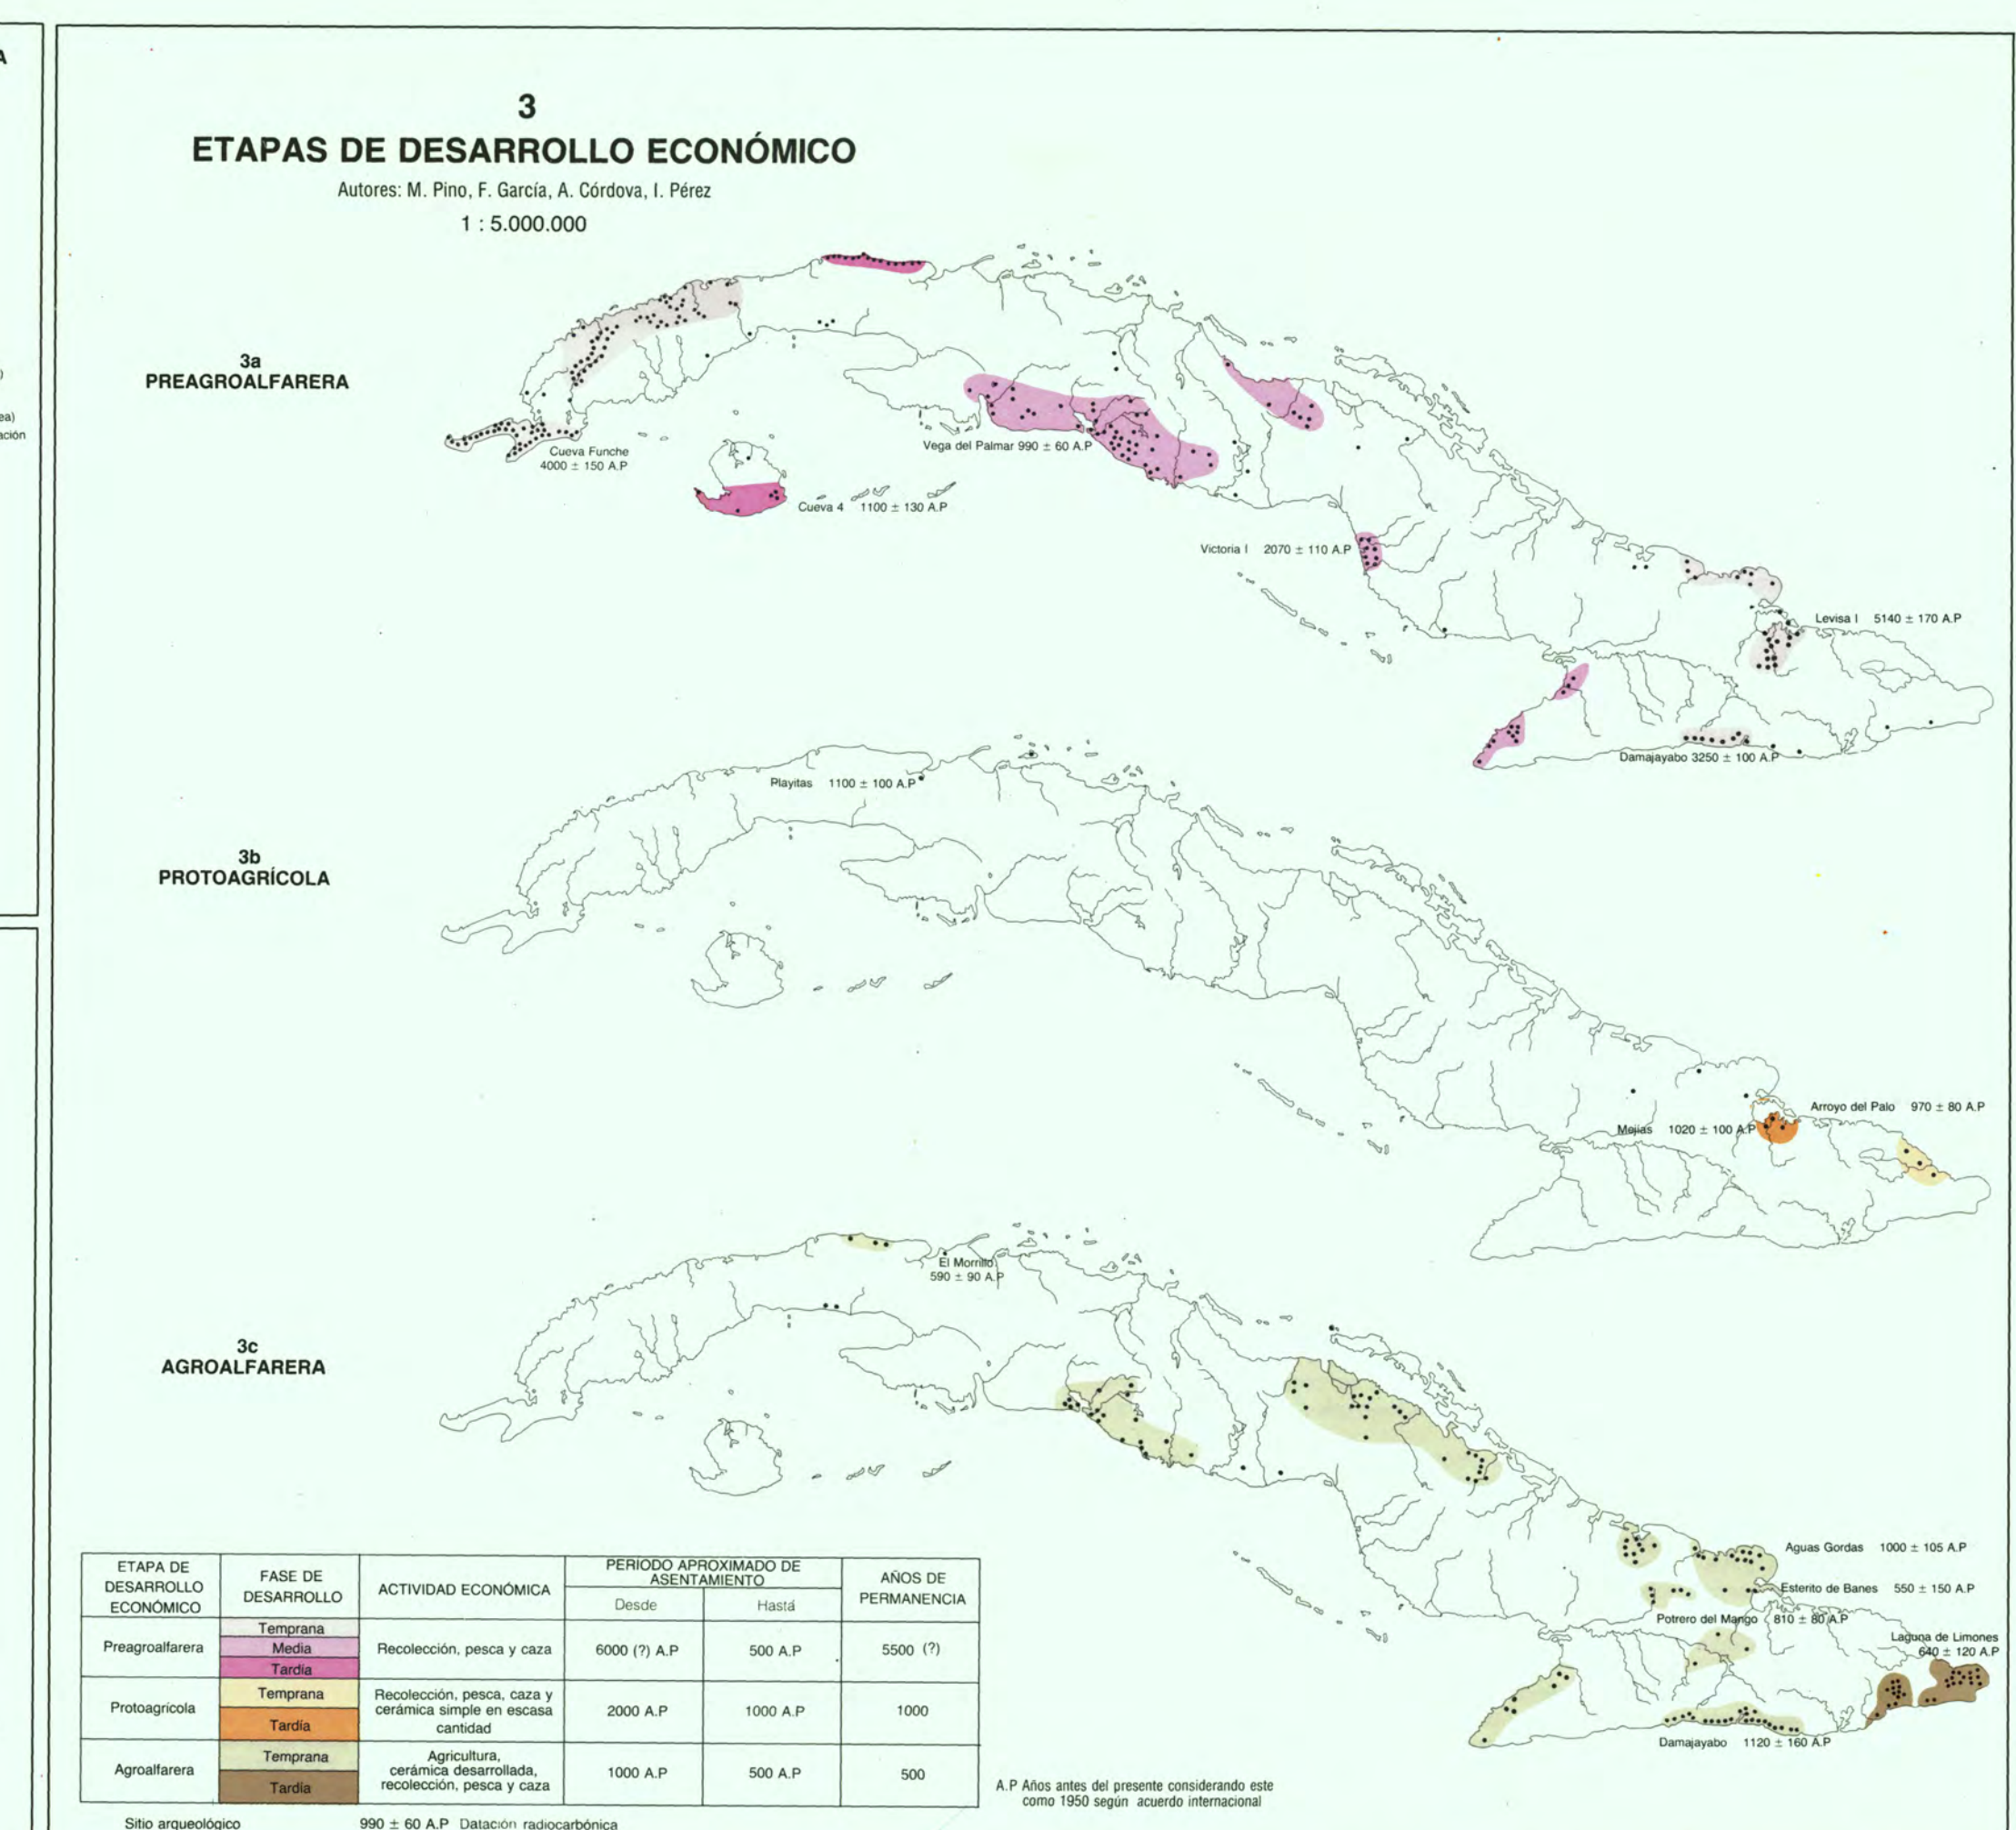 A
)
ea)
ación
3
ETAPAS DE DESARROLLO ECONÓMICO
Autores: M. Pino, F. García, A. Córdova, I. Pérez
1 : 5.000.000
3a
PREAGROALFARERA
Cueva Funche
4000 ± 150 A.P
Vega del Palmar 990 ± 60 A.P
Cueva 4 1100 ± 130 A.P
Victoria I 2070 ± 110 A.P
Levisa I 5140 ± 170 A.P
Damajayabo 3250 ± 100 A.P
3b
PROTOAGRÍCOLA
Playitas 1100 ± 100 A.P
Arroyo del Palo 970 ± 80 A.P
Mejías 1020 ± 100 A.P
3c
AGROALFARERA
El Morrillo
590 ± 90 A.P
Aguas Gordas 1000 ± 105 A.P
Esterito de Banes 550 ± 150 A.P
Potrero del Mango 810 ± 80 A.P
Laguna de Limones
640 ± 120 A.P
Damajayabo 1120 ± 160 A.P
ETAPA DE
DESARROLLO
ECONÓMICO
FASE DE
DESARROLLO
ACTIVIDAD ECONÓMICA
PERÍODO APROXIMADO DE
ASENTAMIENTO
Desde
Hastá
AÑOS DE
PERMANENCIA
Preagroalfarera
Temprana
Media
Tardía
Recolección, pesca y caza
6000 (?) A.P
500 A.P
5500 (?)
Protoagrícola
Temprana
Tardía
Recolección, pesca, caza y
cerámica simple en escasa
cantidad
2000 A.P
1000 A.P
1000
Agroalfarera
Temprana
Tardía
Agricultura,
cerámica desarrollada,
recolección, pesca y caza
1000 A.P
500 A.P
500
A.P Años antes del presente considerando este
como 1950 según acuerdo internacional
Sitio arqueológico
990 ± 60 A.P Datación radiocarbónica